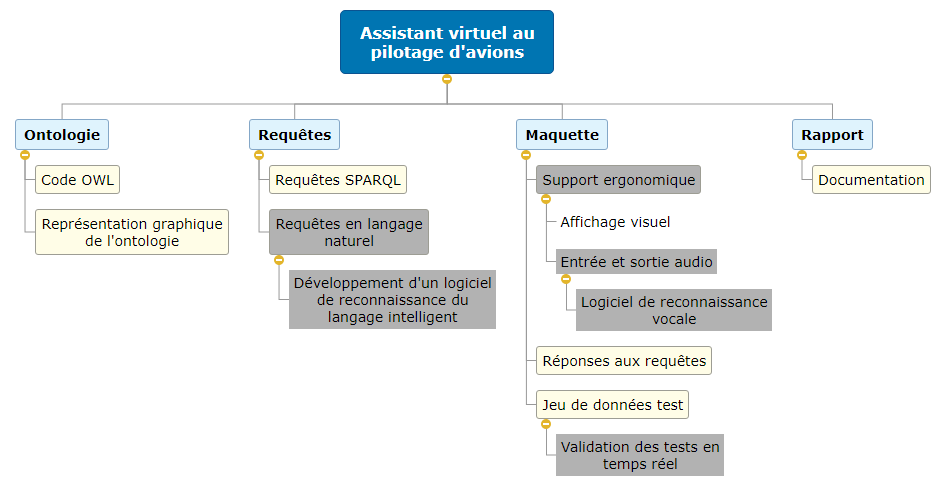 Assistant virtuel au
pilotage d'avions
Ontologie
Code OWL
Représentation graphique
de l'ontologie
Requêtes
Requêtes SPARQL
Requêtes en langage
naturel
Développement d'un logiciel
de reconnaissance du
langage intelligent
Maquette
Support ergonomique
Affichage visuel
Entrée et sortie audio
Logiciel de reconnaissance
vocale
Réponses aux requêtes
Jeu de données test
Validation des tests en
temps réel
Rapport
Documentation